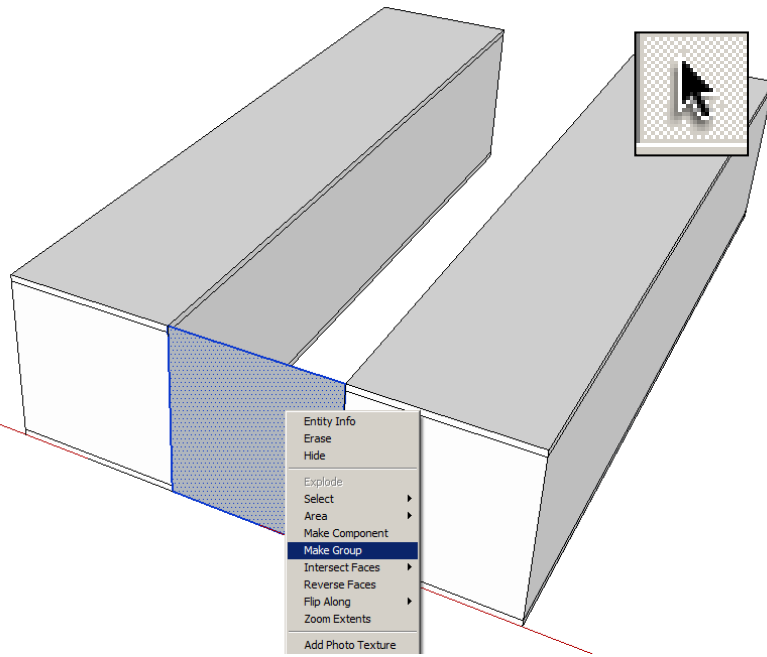 Entity Info
Erase
Hide
Explode
Select
Area
Make Component
Make Group
Intersect Faces
Reverse Faces
Flip Along
Zoom Extents
Add Photo Texture